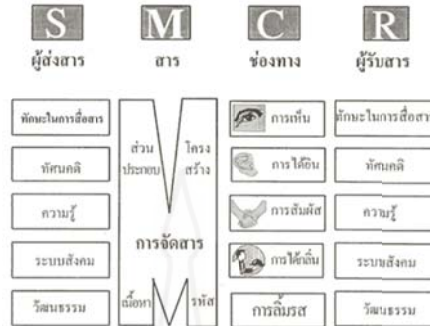 S M C R
ผู้ส่งสาร สาร ช่องทาง ผู้รับสาร
ทักษะในการสื่อสาร
ทัศนคติ
ความรู้
ระบบสังคม
วัฒนธรรม
ส่วน
ประกอบ
โครง
สร้าง
การจัดสาร
เนื้อหา
รหัส
การเห็น
การได้ยิน
การสัมผัส
การได้กลิ่น
การลิ้มรส
ทักษะในการสื่อสาร
ทัศนคติ
ความรู้
ระบบสังคม
วัฒนธรรม